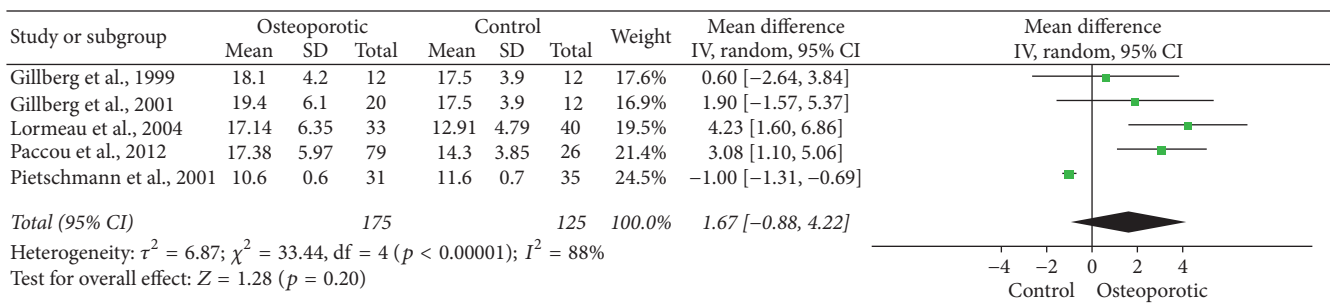 Study or subgroup Osteoporotic Control Weight Mean difference Mean difference
Mean SD Total Mean SD Total IV, random, 95% CI IV, random, 95% CI
Gillberg et al., 1999 18.1 4.2 12 17.5 3.9 12 17.6% 0.60 [−2.64, 3.84]
Gillberg et al., 2001 19.4 6.1 20 17.5 3.9 12 16.9% 1.90 [−1.57, 5.37]
Lormeau et al., 2004 17.14 6.35 33 12.91 4.79 40 19.5% 4.23 [1.60, 6.86]
Paccou et al., 2012 17.38 5.97 79 14.3 3.85 26 21.4% 3.08 [1.10, 5.06]
Pietschmann et al., 2001 10.6 0.6 31 11.6 0.7 35 24.5% −1.00 [−1.31, −0.69]
Total (95% CI) 175 125 100.0% 1.67 [−0.88, 4.22]
Heterogeneity: τ² = 6.87; χ² = 33.44, df = 4 (p < 0.00001); I² = 88%
Test for overall effect: Z = 1.28 (p = 0.20)
−4 −2 0 2 4
Control Osteoporotic